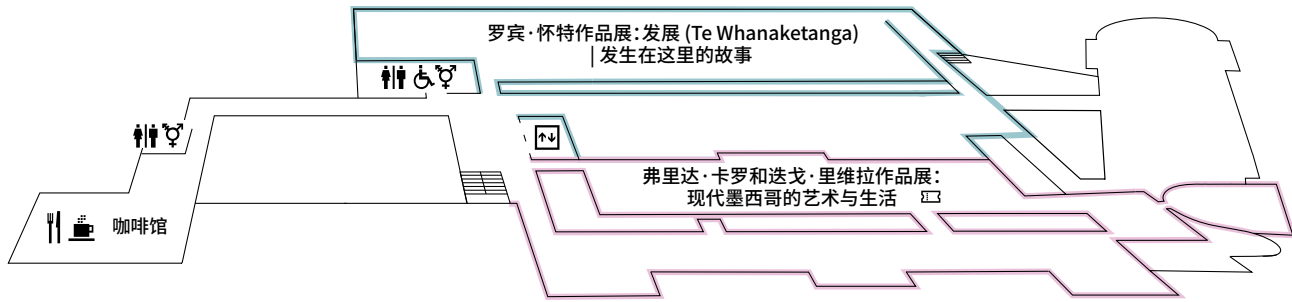 罗宾·怀特作品展：发展 (Te Whanaketanga)
| 发生在这里的故事
弗里达·卡罗和迭戈·里维拉作品展：
现代墨西哥的艺术与生活
咖啡馆